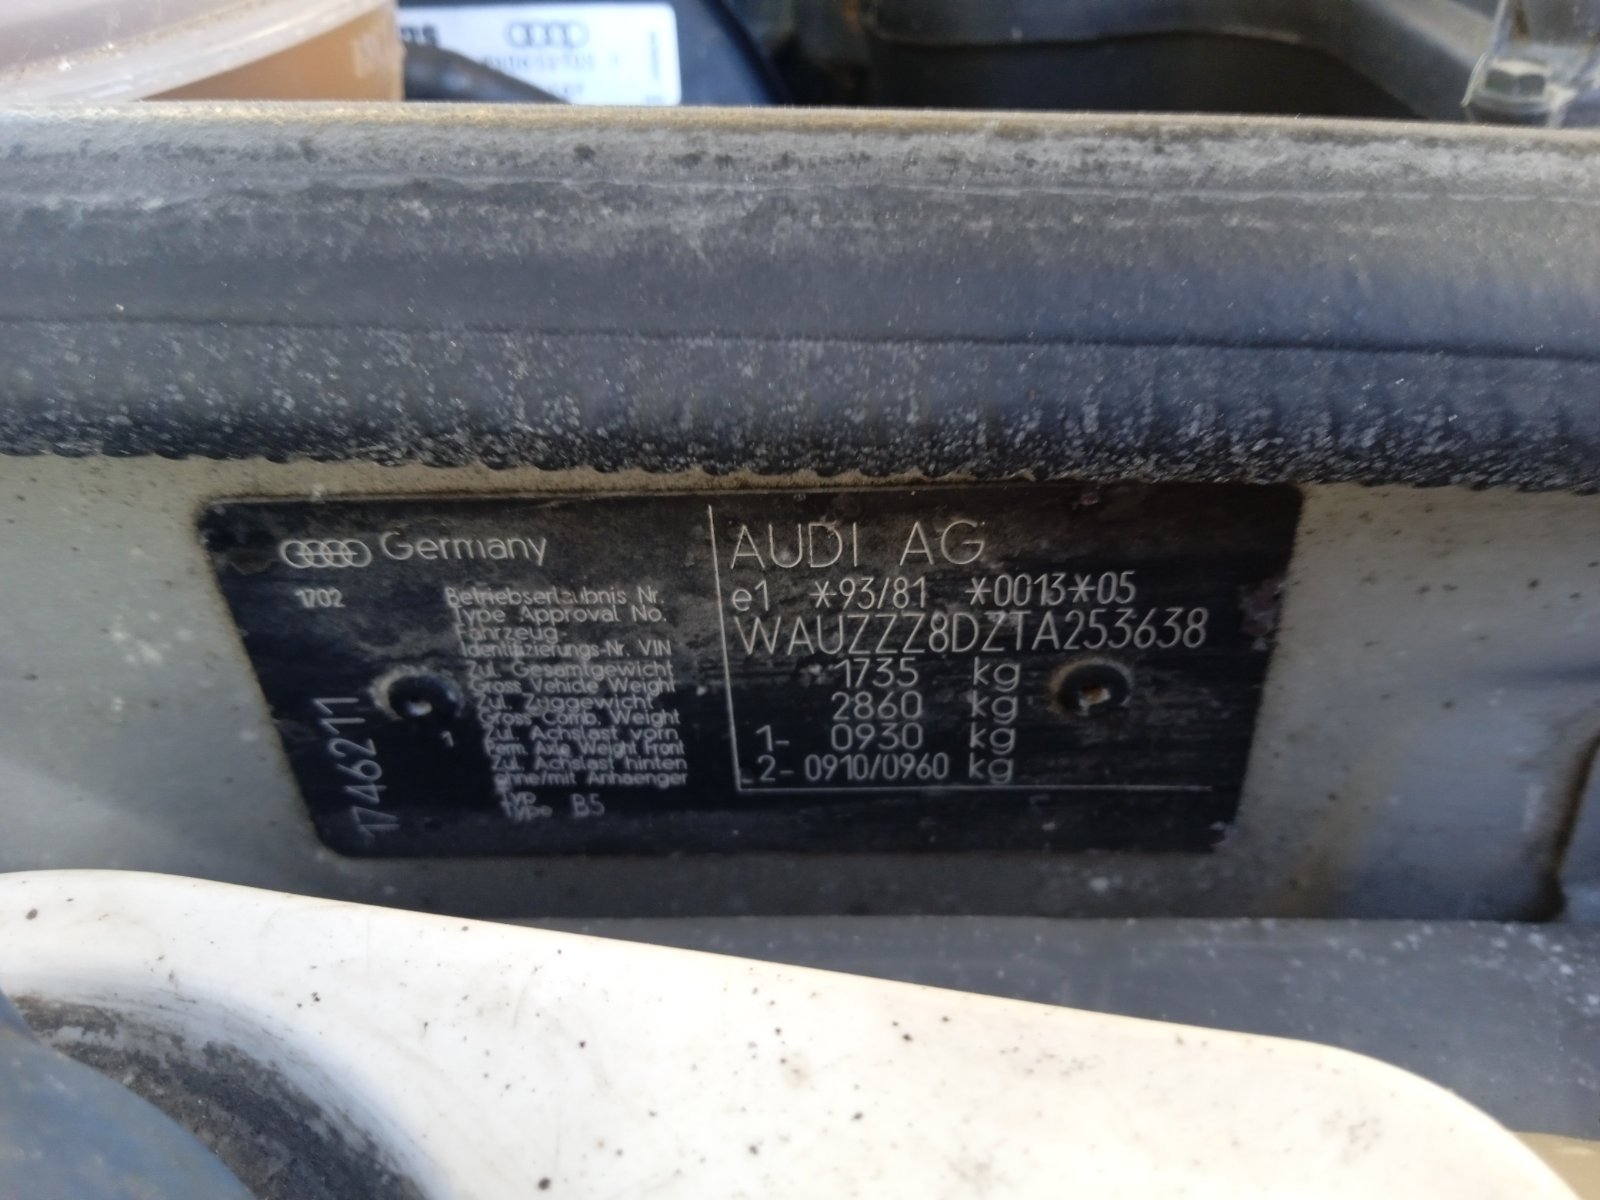 Germany
1702
Betriebserlaubnis Nr.
Type Approval No.
Fahrzeug-
Identifizierungs-Nr. VIN
Zul. Gesamtgewicht
Gross Vehicle Weight
Zul. Zuggewicht
Gross Comb. Weight
Zul. Achslast vorn
Perm. Axle Weight Front
Zul. Achslast hinten
ohne/mit Anhaenger
Typ
Type B5
1746211
AUDI AG
e1 *93/81 *0013*05
WAUZZZ8DZTA253638
1735 kg
2860 kg
1- 0930 kg
2- 0910/0960 kg